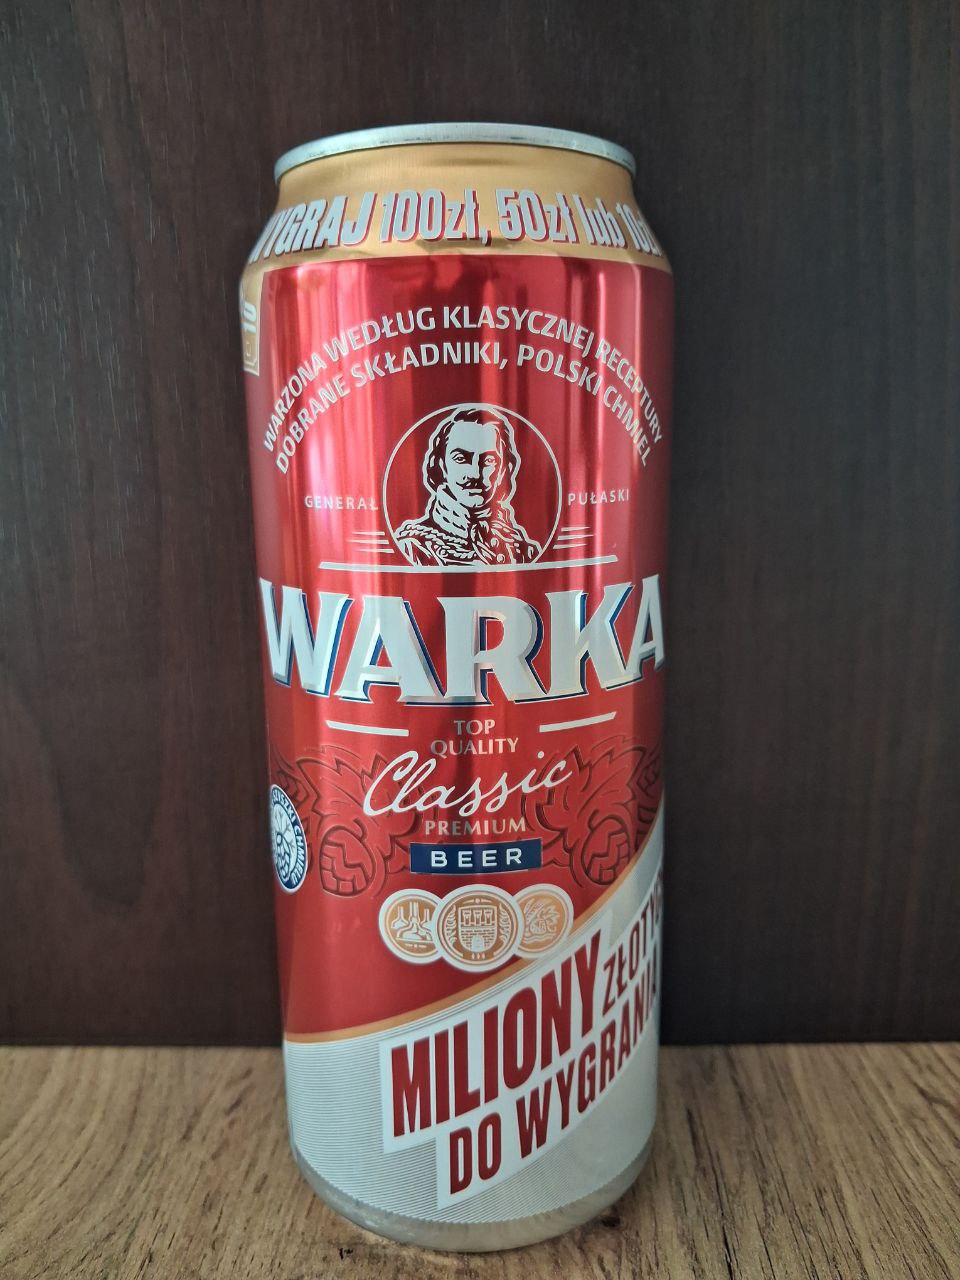 WYGRAJ 100zł, 50zł lub 10zł
WARZONA WEDŁUG KLASYCZNEJ RECEPTURY
DOBRANE SKŁADNIKI, POLSKI CHMIEL
GENERAŁ PUŁASKI
WARKA
TOP
QUALITY
Classic
PREMIUM
BEER
MILIONY ZŁOTYCH
DO WYGRANIA